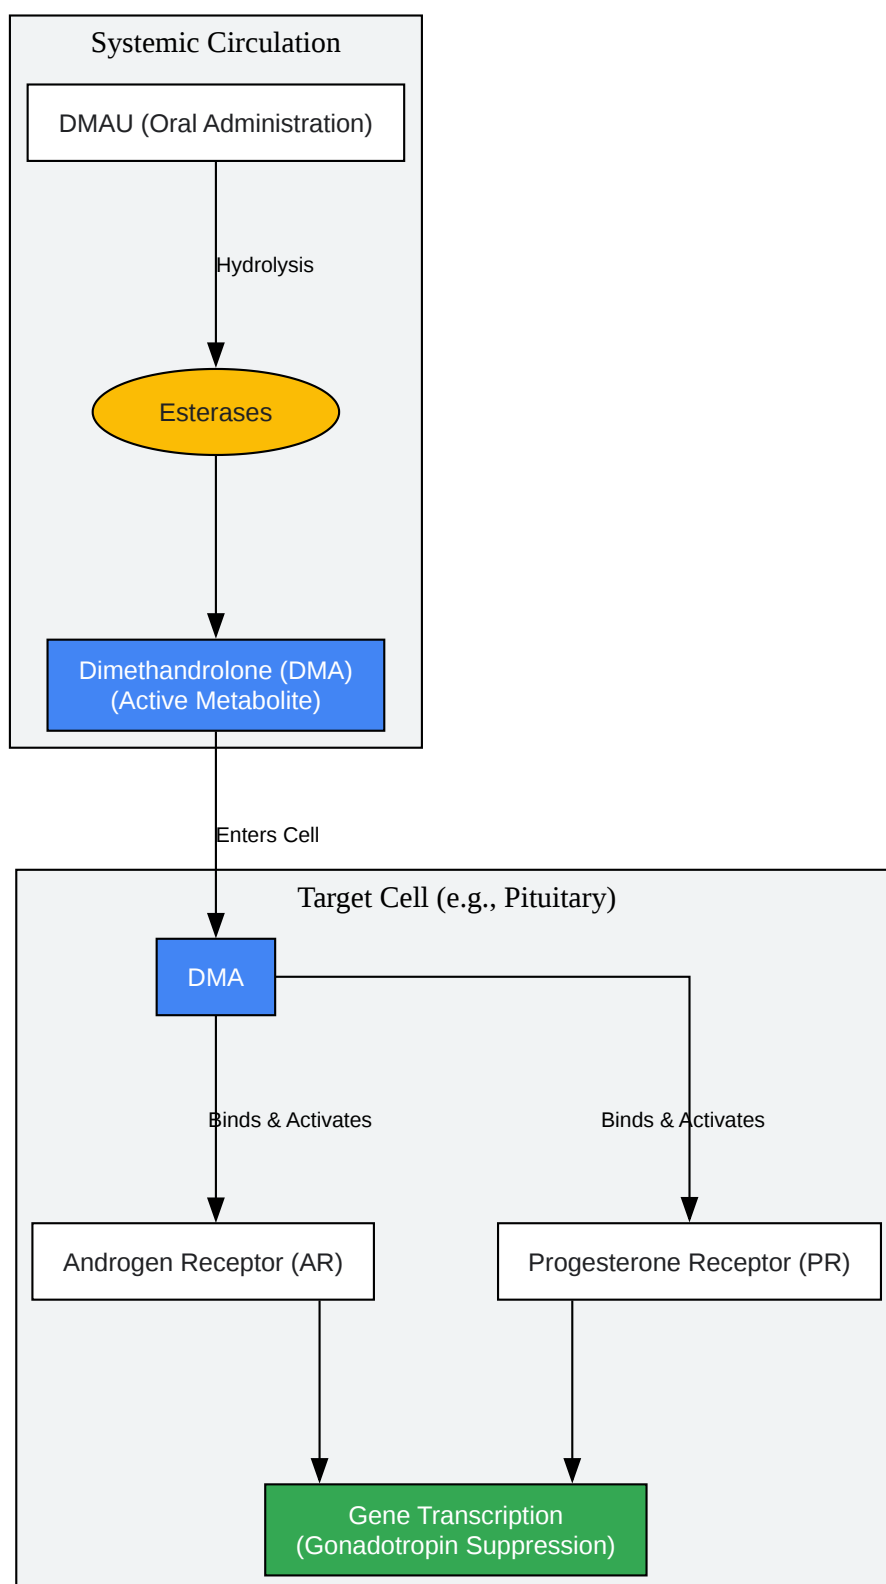 Systemic Circulation
DMAU (Oral Administration)
Hydrolysis
Esterases
Dimethandrolone (DMA)
(Active Metabolite)
Enters Cell
Target Cell (e.g., Pituitary)
DMA
Binds & Activates
Binds & Activates
Androgen Receptor (AR)
Progesterone Receptor (PR)
Gene Transcription
(Gonadotropin Suppression)